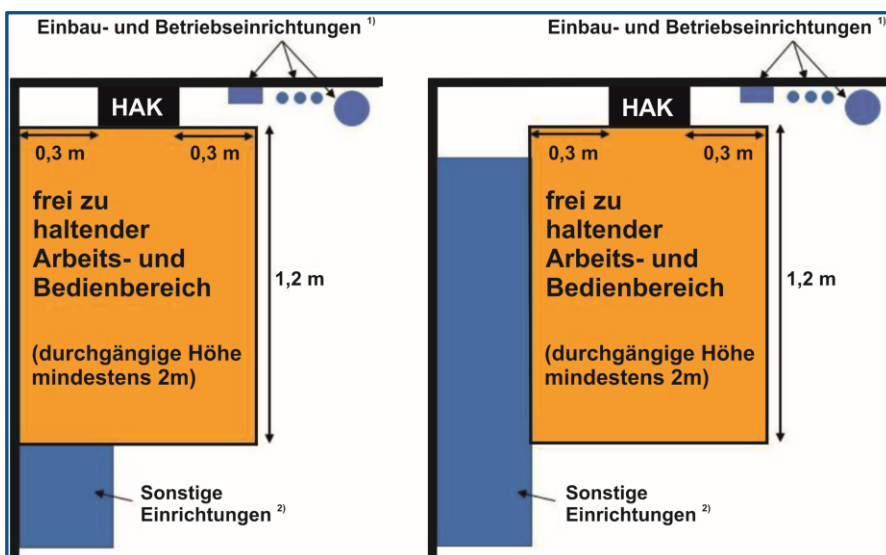 Einbau- und Betriebseinrichtungen 1)
HAK
0,3 m
0,3 m
frei zu
haltender
Arbeits- und
Bedienbereich
1,2 m
(durchgängige Höhe
mindestens 2m)
Sonstige
Einrichtungen 2)
Einbau- und Betriebseinrichtungen 1)
HAK
0,3 m
0,3 m
frei zu
haltender
Arbeits- und
Bedienbereich
1,2 m
(durchgängige Höhe
mindestens 2m)
Sonstige
Einrichtungen 2)